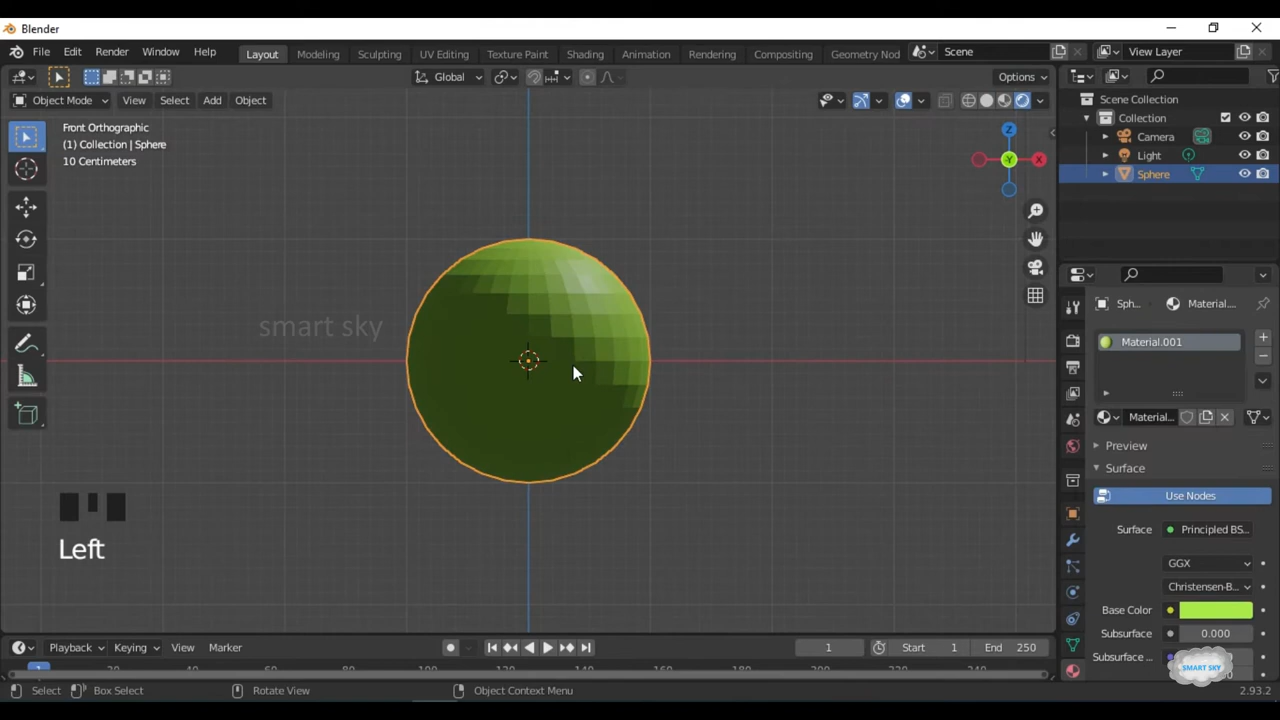 Blender
File Edit Render Window Help Layout Modeling Sculpting UV Editing Texture Paint Shading Animation Rendering Compositing Geometry Nod Scene View Layer
Global Options
Object Mode View Select Add Object
Front Orthographic
(1) Collection | Sphere
10 Centimeters
Z
Y
X
smart sky
Left
Scene Collection
Collection
Camera
Light
Sphere
Sph... Material....
Material.001
Material...
Preview
Surface
Use Nodes
Surface Principled BS...
GGX
Christensen-B...
Base Color
Subsurface 0.000
Subsurface ...
SMART SKY
Playback Keying View Marker 1 Start 1 End 250
1
Select Box Select Rotate View Object Context Menu 2.93.2